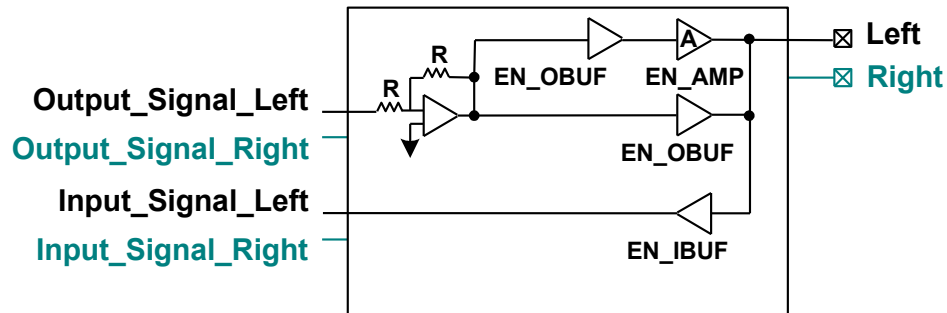 A
Left
R
EN_OBUF
EN_AMP
R
Right
Output_Signal_Left
Output_Signal_Right
EN_OBUF
Input_Signal_Left
Input_Signal_Right
EN_IBUF